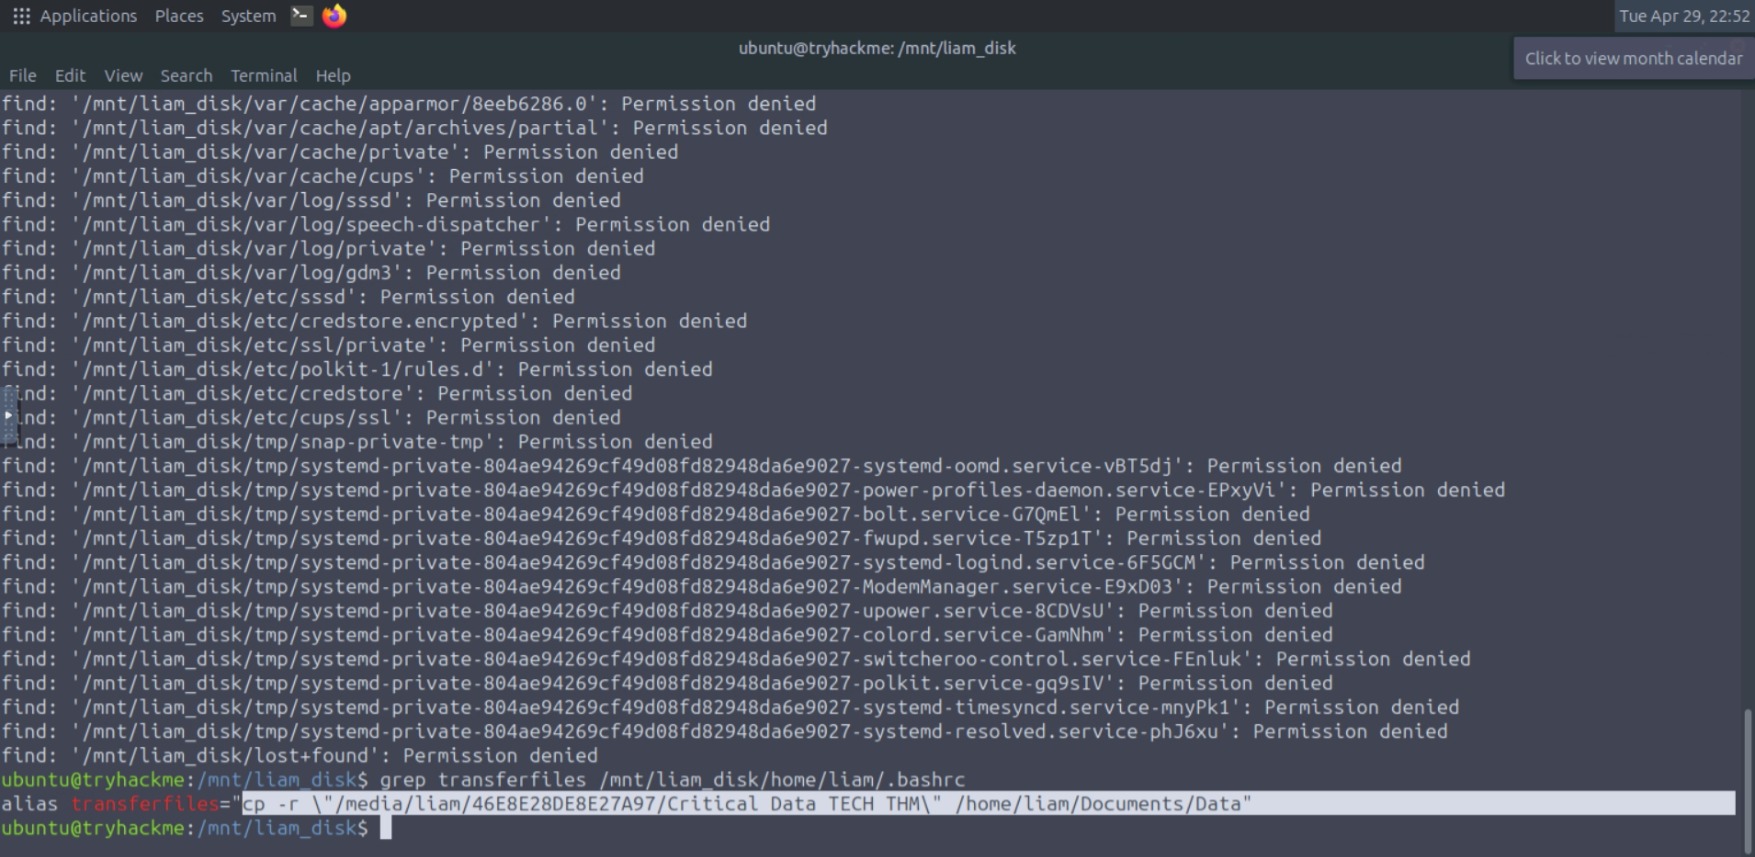 Applications Places System Tue Apr 29, 22:52
ubuntu@tryhackme: /mnt/liam_disk
Click to view month calendar
File Edit View Search Terminal Help
find: '/mnt/liam_disk/var/cache/apparmor/8eeb6286.0': Permission denied
find: '/mnt/liam_disk/var/cache/apt/archives/partial': Permission denied
find: '/mnt/liam_disk/var/cache/private': Permission denied
find: '/mnt/liam_disk/var/cache/cups': Permission denied
find: '/mnt/liam_disk/var/log/sssd': Permission denied
find: '/mnt/liam_disk/var/log/speech-dispatcher': Permission denied
find: '/mnt/liam_disk/var/log/private': Permission denied
find: '/mnt/liam_disk/var/log/gdm3': Permission denied
find: '/mnt/liam_disk/etc/sssd': Permission denied
find: '/mnt/liam_disk/etc/credstore.encrypted': Permission denied
find: '/mnt/liam_disk/etc/ssl/private': Permission denied
find: '/mnt/liam_disk/etc/polkit-1/rules.d': Permission denied
find: '/mnt/liam_disk/etc/credstore': Permission denied
find: '/mnt/liam_disk/etc/cups/ssl': Permission denied
find: '/mnt/liam_disk/tmp/snap-private-tmp': Permission denied
find: '/mnt/liam_disk/tmp/systemd-private-804ae94269cf49d08fd82948da6e9027-systemd-oomd.service-vBT5dj': Permission denied
find: '/mnt/liam_disk/tmp/systemd-private-804ae94269cf49d08fd82948da6e9027-power-profiles-daemon.service-EPxyVi': Permission denied
find: '/mnt/liam_disk/tmp/systemd-private-804ae94269cf49d08fd82948da6e9027-bolt.service-G7QmEl': Permission denied
find: '/mnt/liam_disk/tmp/systemd-private-804ae94269cf49d08fd82948da6e9027-fwupd.service-T5zp1T': Permission denied
find: '/mnt/liam_disk/tmp/systemd-private-804ae94269cf49d08fd82948da6e9027-systemd-logind.service-6F5GCM': Permission denied
find: '/mnt/liam_disk/tmp/systemd-private-804ae94269cf49d08fd82948da6e9027-ModemManager.service-E9xD03': Permission denied
find: '/mnt/liam_disk/tmp/systemd-private-804ae94269cf49d08fd82948da6e9027-upower.service-8CDVsU': Permission denied
find: '/mnt/liam_disk/tmp/systemd-private-804ae94269cf49d08fd82948da6e9027-colord.service-GamNhm': Permission denied
find: '/mnt/liam_disk/tmp/systemd-private-804ae94269cf49d08fd82948da6e9027-switcheroo-control.service-FEnluk': Permission denied
find: '/mnt/liam_disk/tmp/systemd-private-804ae94269cf49d08fd82948da6e9027-polkit.service-gq9sIV': Permission denied
find: '/mnt/liam_disk/tmp/systemd-private-804ae94269cf49d08fd82948da6e9027-systemd-timesyncd.service-mnyPk1': Permission denied
find: '/mnt/liam_disk/tmp/systemd-private-804ae94269cf49d08fd82948da6e9027-systemd-resolved.service-phJ6xu': Permission denied
find: '/mnt/liam_disk/lost+found': Permission denied
ubuntu@tryhackme:/mnt/liam_disk$ grep transferfiles /mnt/liam_disk/home/liam/.bashrc
alias transferfiles="cp -r \"/media/liam/46E8E28DE8E27A97/Critical Data TECH THM\" /home/liam/Documents/Data"
ubuntu@tryhackme:/mnt/liam_disk$